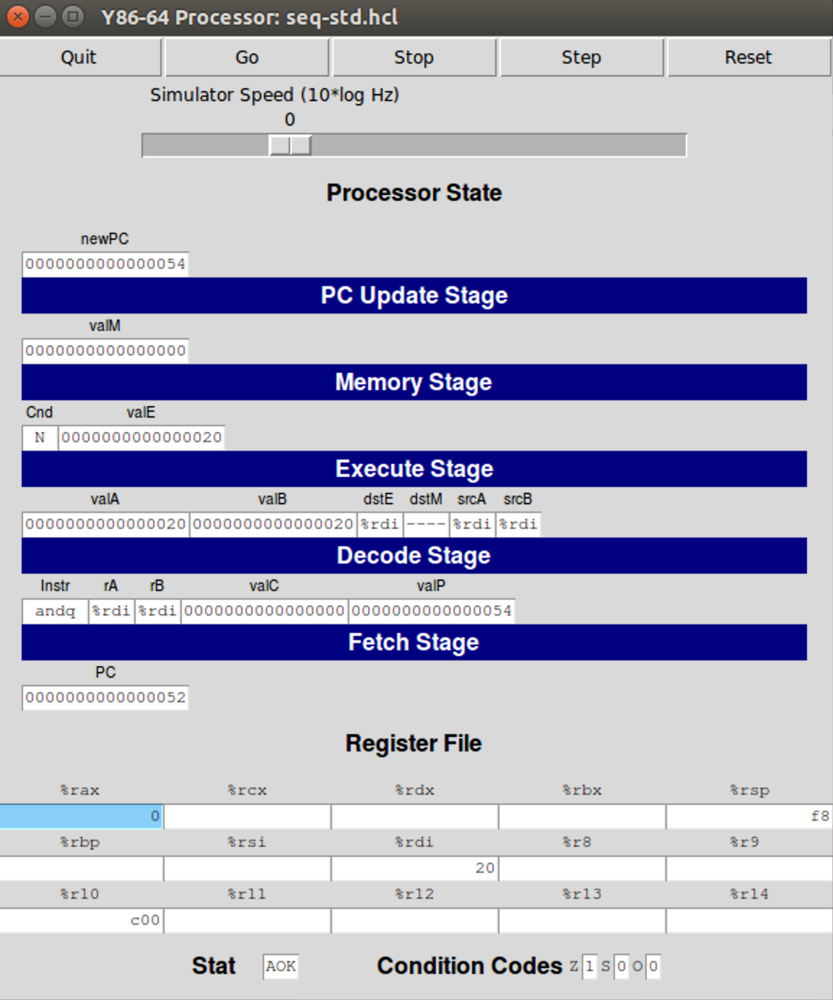 Y86-64 Processor: seq-std.hcl
Quit Go Stop Step Reset
Simulator Speed (10*log Hz)
0
Processor State
newPC
0000000000000054
PC Update Stage
valM
0000000000000000
Memory Stage
Cnd valE
N 0000000000000020
Execute Stage
valA valB dstE dstM srcA srcB
0000000000000020 0000000000000020 %rdi ---- %rdi %rdi
Decode Stage
Instr rA rB valC valP
andq %rdi %rdi 0000000000000000 0000000000000054
Fetch Stage
PC
0000000000000052
Register File
%rax %rcx %rdx %rbx %rsp
0 f8
%rbp %rsi %rdi %r8 %r9
20
%r10 %r11 %r12 %r13 %r14
c00
Stat AOK Condition Codes Z 1 S 0 O 0